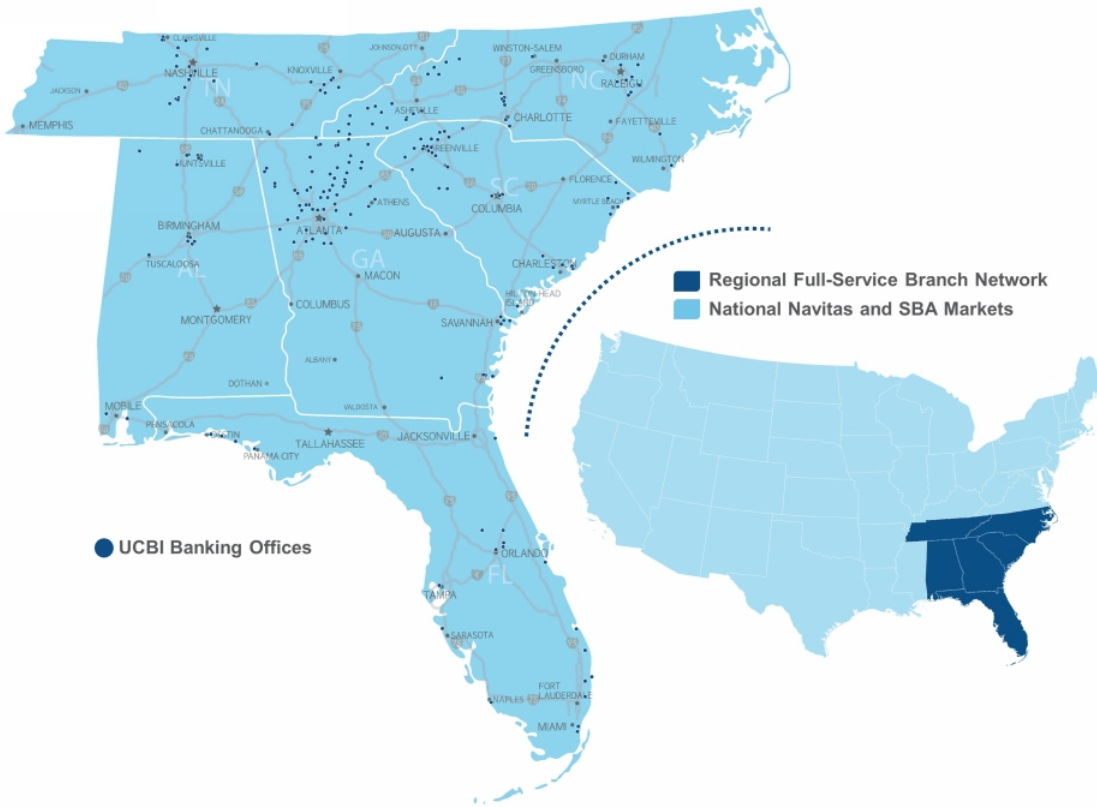 CLARKSVILLE
NASHVILLE
TN
JACKSON
MEMPHIS
KNOXVILLE
JOHNSON CITY
CHATTANOOGA
WINSTON-SALEM
GREENSBORO
DURHAM
NC
RALEIGH
ASHEVILLE
CHARLOTTE
FAYETTEVILLE
WILMINGTON
HUNTSVILLE
GREENVILLE
SC
FLORENCE
COLUMBIA
MYRTLE BEACH
ATHENS
ATLANTA
AUGUSTA
BIRMINGHAM
TUSCALOOSA
AL
GA
MACON
CHARLESTON
HILTON HEAD
ISLAND
COLUMBUS
MONTGOMERY
SAVANNAH
ALBANY
DOTHAN
VALDOSTA
MOBILE
PENSACOLA
DESTIN
PANAMA CITY
TALLAHASSEE
JACKSONVILLE
ORLANDO
FL
TAMPA
SARASOTA
NAPLES
FORT
LAUDERDALE
MIAMI
Regional Full-Service Branch Network
National Navitas and SBA Markets
UCBI Banking Offices